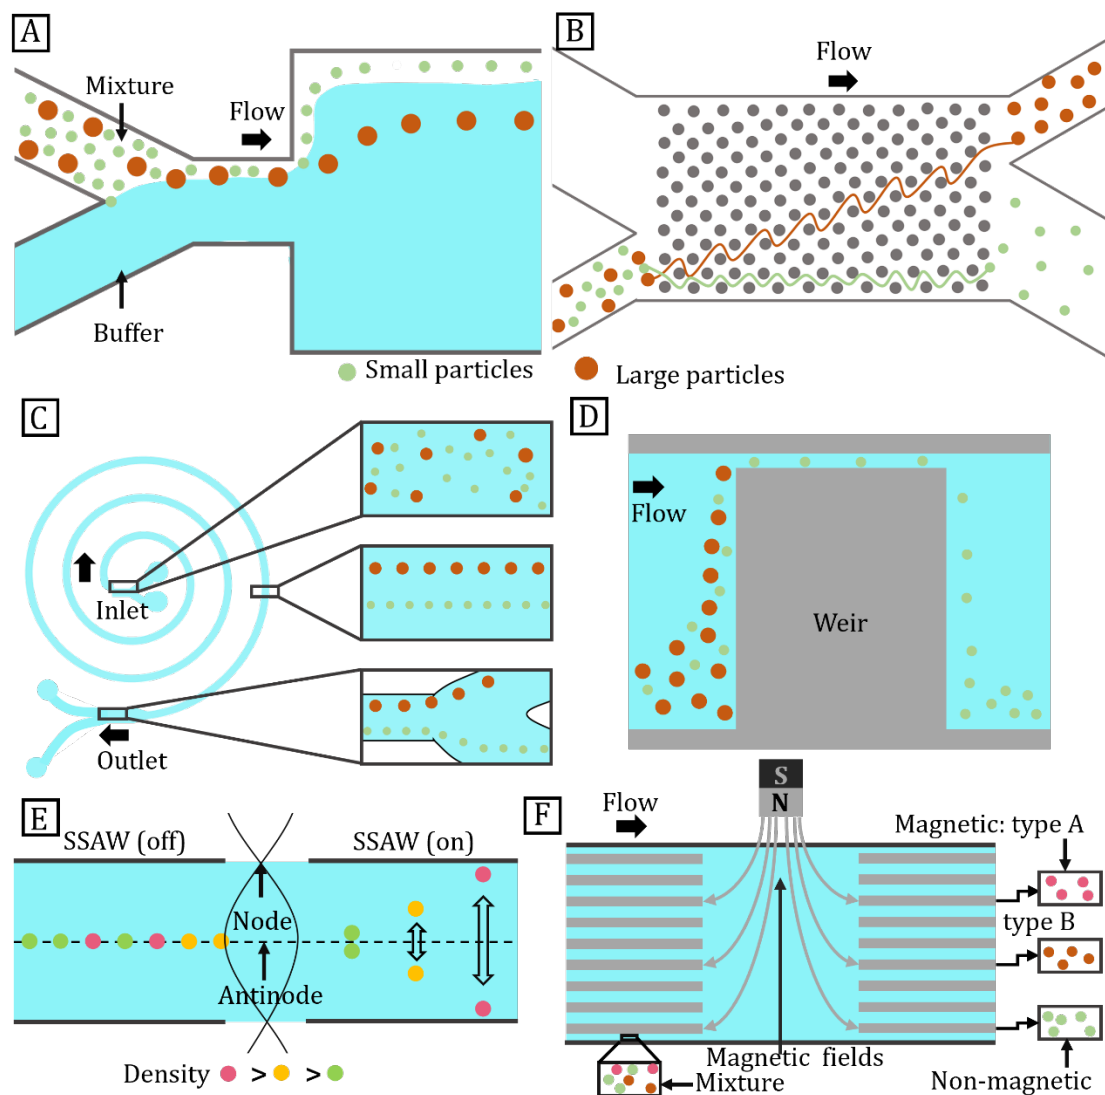 A
Mixture
Flow
Buffer
Small particles
B
Flow
Large particles
C
Inlet
Outlet
D
Flow
Weir
E
SSAW (off)
SSAW (on)
Node
Antinode
Density > >
F
Flow
S
N
Magnetic: type A
type B
Magnetic fields
Mixture
Non-magnetic